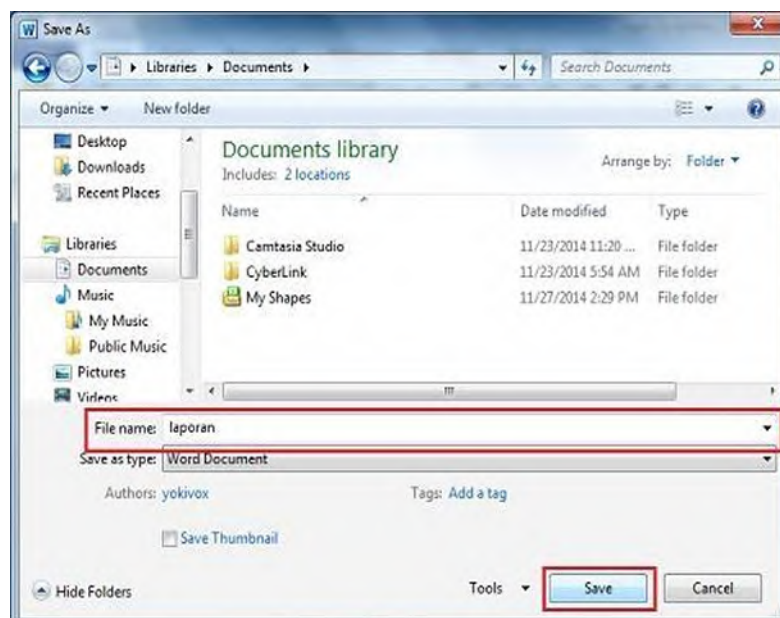 Save As
Libraries ▸ Documents ▸
Search Documents
Organize ▾ New folder
Desktop
Downloads
Recent Places
Libraries
Documents
Music
My Music
Public Music
Pictures
Videos
Documents library
Includes: 2 locations
Arrange by: Folder ▾
Name Date modified Type
Camtasia Studio 11/23/2014 11:20 ... File folder
CyberLink 11/23/2014 5:54 AM File folder
My Shapes 11/27/2014 2:29 PM File folder
File name: laporan
Save as type: Word Document
Authors: yokivox Tags: Add a tag
Save Thumbnail
Hide Folders Tools ▾ Save Cancel